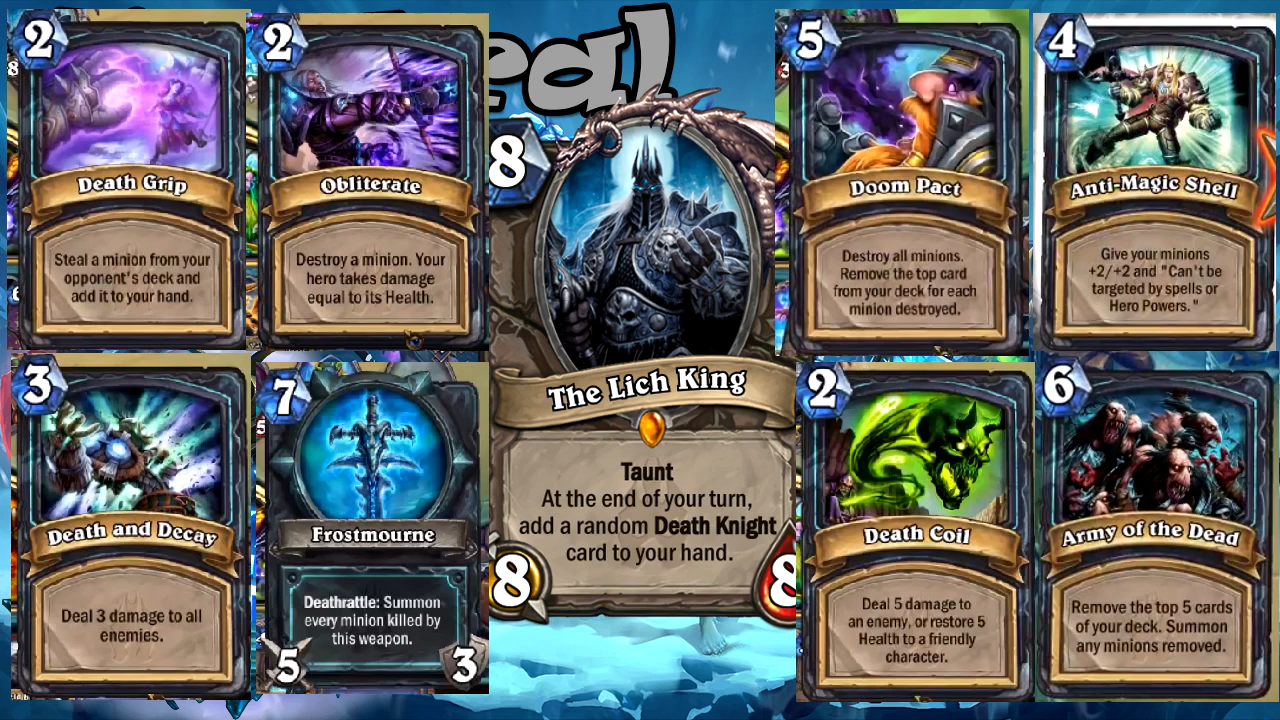 eal
2
Death Grip
Steal a minion from your
opponent's deck and
add it to your hand.
2
Obliterate
Destroy a minion. Your
hero takes damage
equal to its Health.
8
The Lich King
Taunt
At the end of your turn,
add a random Death Knight
card to your hand.
8
8
5
Doom Pact
Destroy all minions.
Remove the top card
from your deck for each
minion destroyed.
4
Anti-Magic Shell
Give your minions
+2/+2 and "Can't be
targeted by spells or
Hero Powers."
3
Death and Decay
Deal 3 damage to all
enemies.
7
Frostmourne
Deathrattle: Summon
every minion killed by
this weapon.
5
3
2
Death Coil
Deal 5 damage to
an enemy, or restore 5
Health to a friendly
character.
6
Army of the Dead
Remove the top 5 cards
of your deck. Summon
any minions removed.